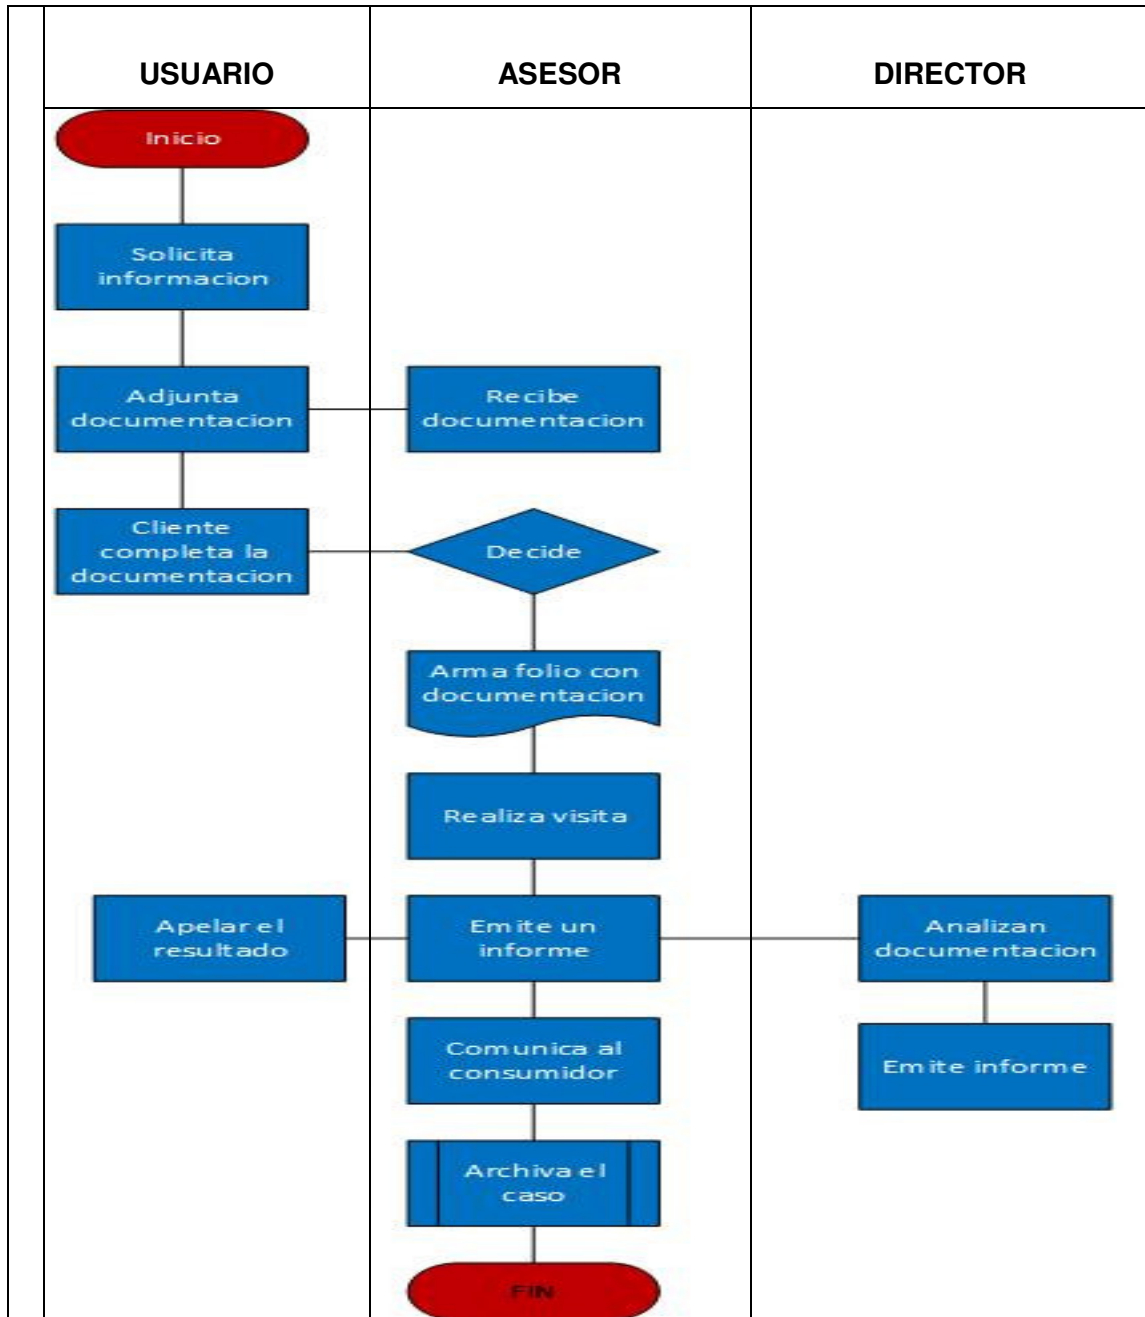 USUARIO
ASESOR
DIRECTOR
Inicio
Solicita
informacion
Adjunta
documentacion
Recibe
documentacion
Cliente
completa la
documentacion
Decide
Arma folio con
documentacion
Realiza visita
Apelar el
resultado
Emite un
informe
Analizan
documentacion
Comunica al
consumidor
Emite informe
Archiva el
caso
FIN